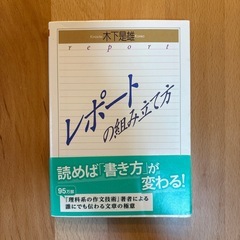 木下是雄
report
レポート
の組み立て方
読めば「書き方」が
変わる!
95万部
『理科系の作文技術』著者による
誰にでも伝わる文章の極意